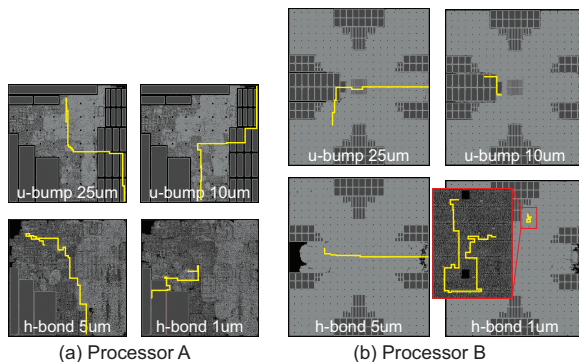 u-bump 25um
u-bump 10um
h-bond 5um
h-bond 1um
(a) Processor A
u-bump 25um
u-bump 10um
h-bond 5um
h-bond 1um
(b) Processor B